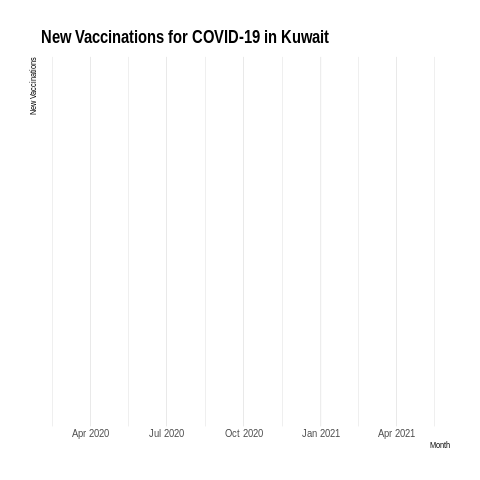 New Vaccinations for COVID-19 in Kuwait
New Vaccinations
Apr 2020 Jul 2020 Oct 2020 Jan 2021 Apr 2021
Month